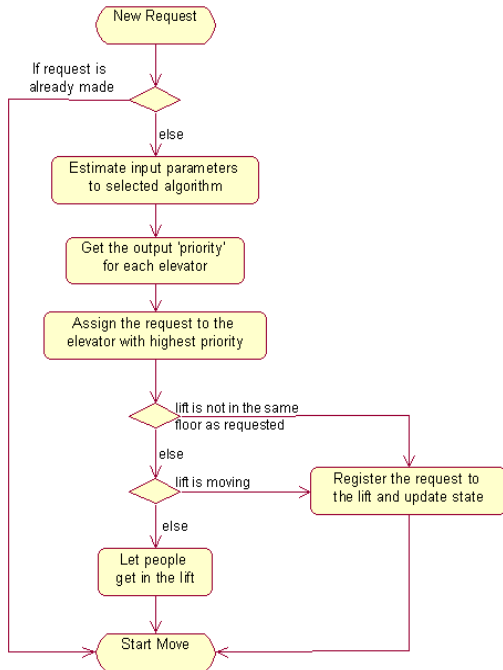 New Request
If request is
already made
else
Estimate input parameters
to selected algorithm
Get the output 'priority'
for each elevator
Assign the request to the
elevator with highest priority
lift is not in the same
floor as requested
else
lift is moving
Register the request to
the lift and update state
else
Let people
get in the lift
Start Move